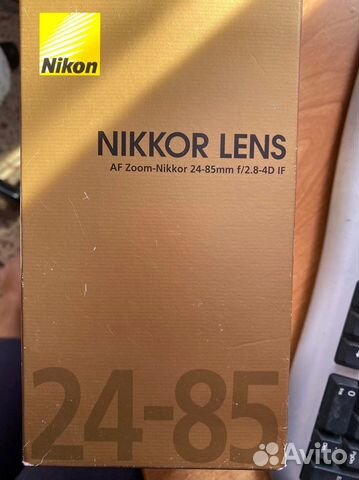 Nikon
NIKKOR LENS
AF Zoom-Nikkor 24-85mm f/2.8-4D IF
24-85
Avito